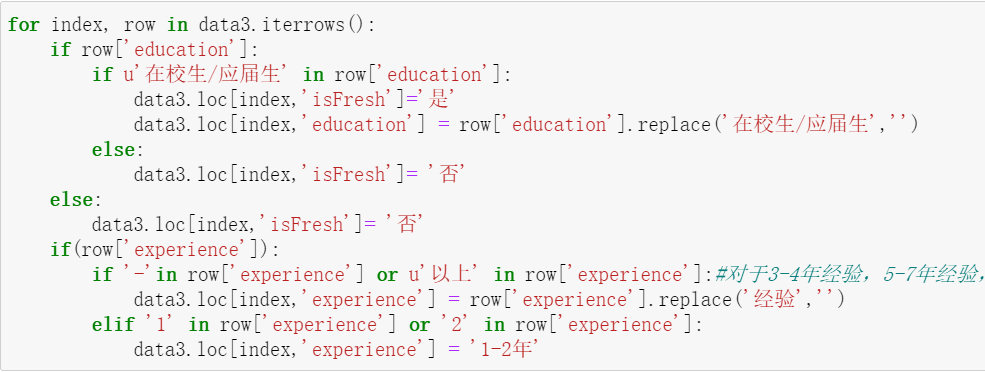 for index, row in data3.iterrows():
    if row['education']:
        if u'在校生/应届生' in row['education']:
            data3.loc[index,'isFresh']='是'
            data3.loc[index,'education'] = row['education'].replace('在校生/应届生','')
        else:
            data3.loc[index,'isFresh']= '否'
    else:
        data3.loc[index,'isFresh']= '否'
    if(row['experience']):
        if '-'in row['experience'] or u'以上' in row['experience']:#对于3-4年经验，5-7年经验，
            data3.loc[index,'experience'] = row['experience'].replace('经验','')
        elif '1' in row['experience'] or '2' in row['experience']:
            data3.loc[index,'experience'] = '1-2年'